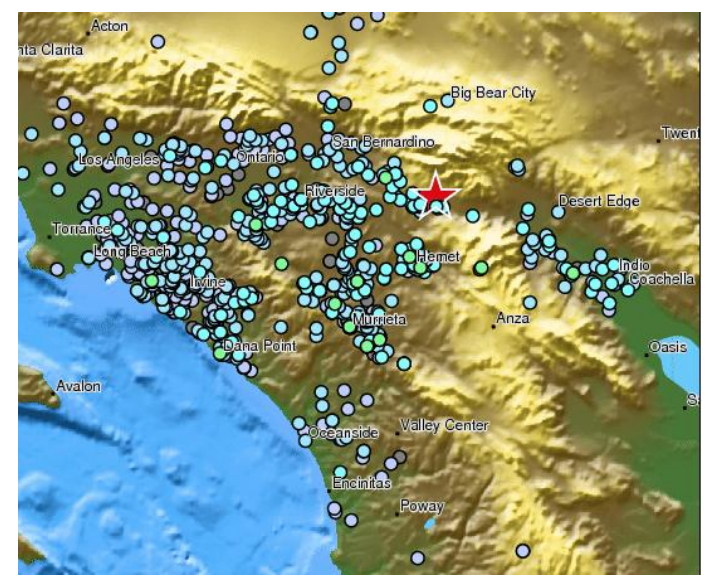 Acton
nta Clarita
Big Bear City
San Bernardino
Twent
Los Angeles
Ontario
Riverside
Desert Edge
Torrance
Long Beach
Hemet
Indio
Coachella
Irvine
Murrieta
Anza
Dana Point
Oasis
Avalon
S
Valley Center
Oceanside
Encinitas
Poway